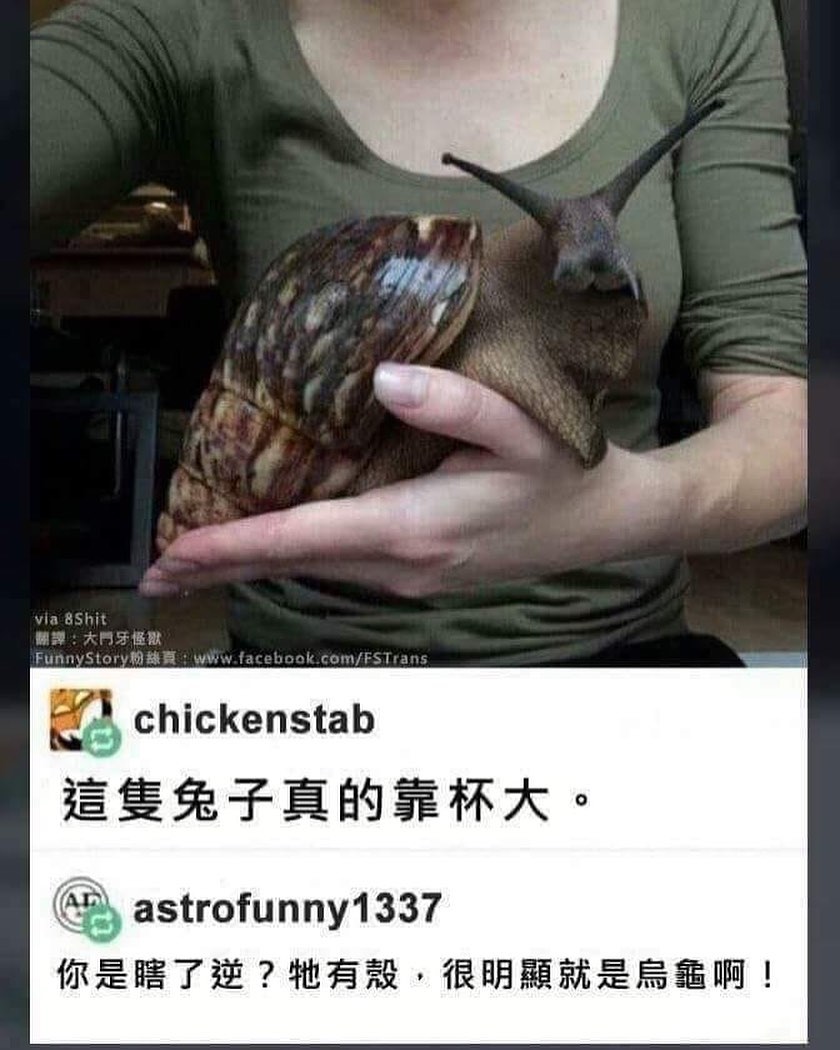 via 8Shit
翻譯：大門牙怪獸
FunnyStory粉絲頁：www.facebook.com/FSTrans
chickenstab
這隻兔子真的靠杯大。
AF
astrofunny1337
你是瞎了逆？牠有殼，很明顯就是烏龜啊！